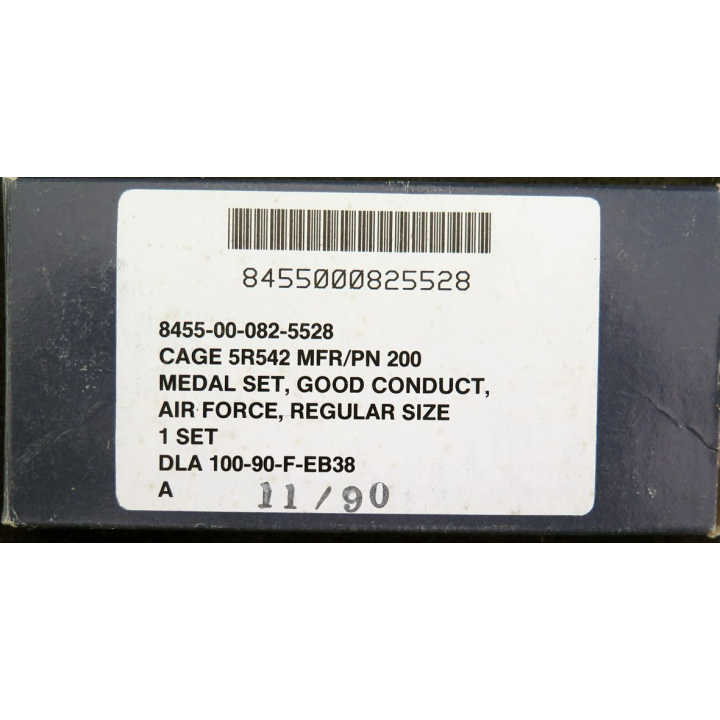 8455000825528
8455-00-082-5528
CAGE 5R542 MFR/PN 200
MEDAL SET, GOOD CONDUCT,
AIR FORCE, REGULAR SIZE
1 SET
DLA 100-90-F-EB38
A 11/90